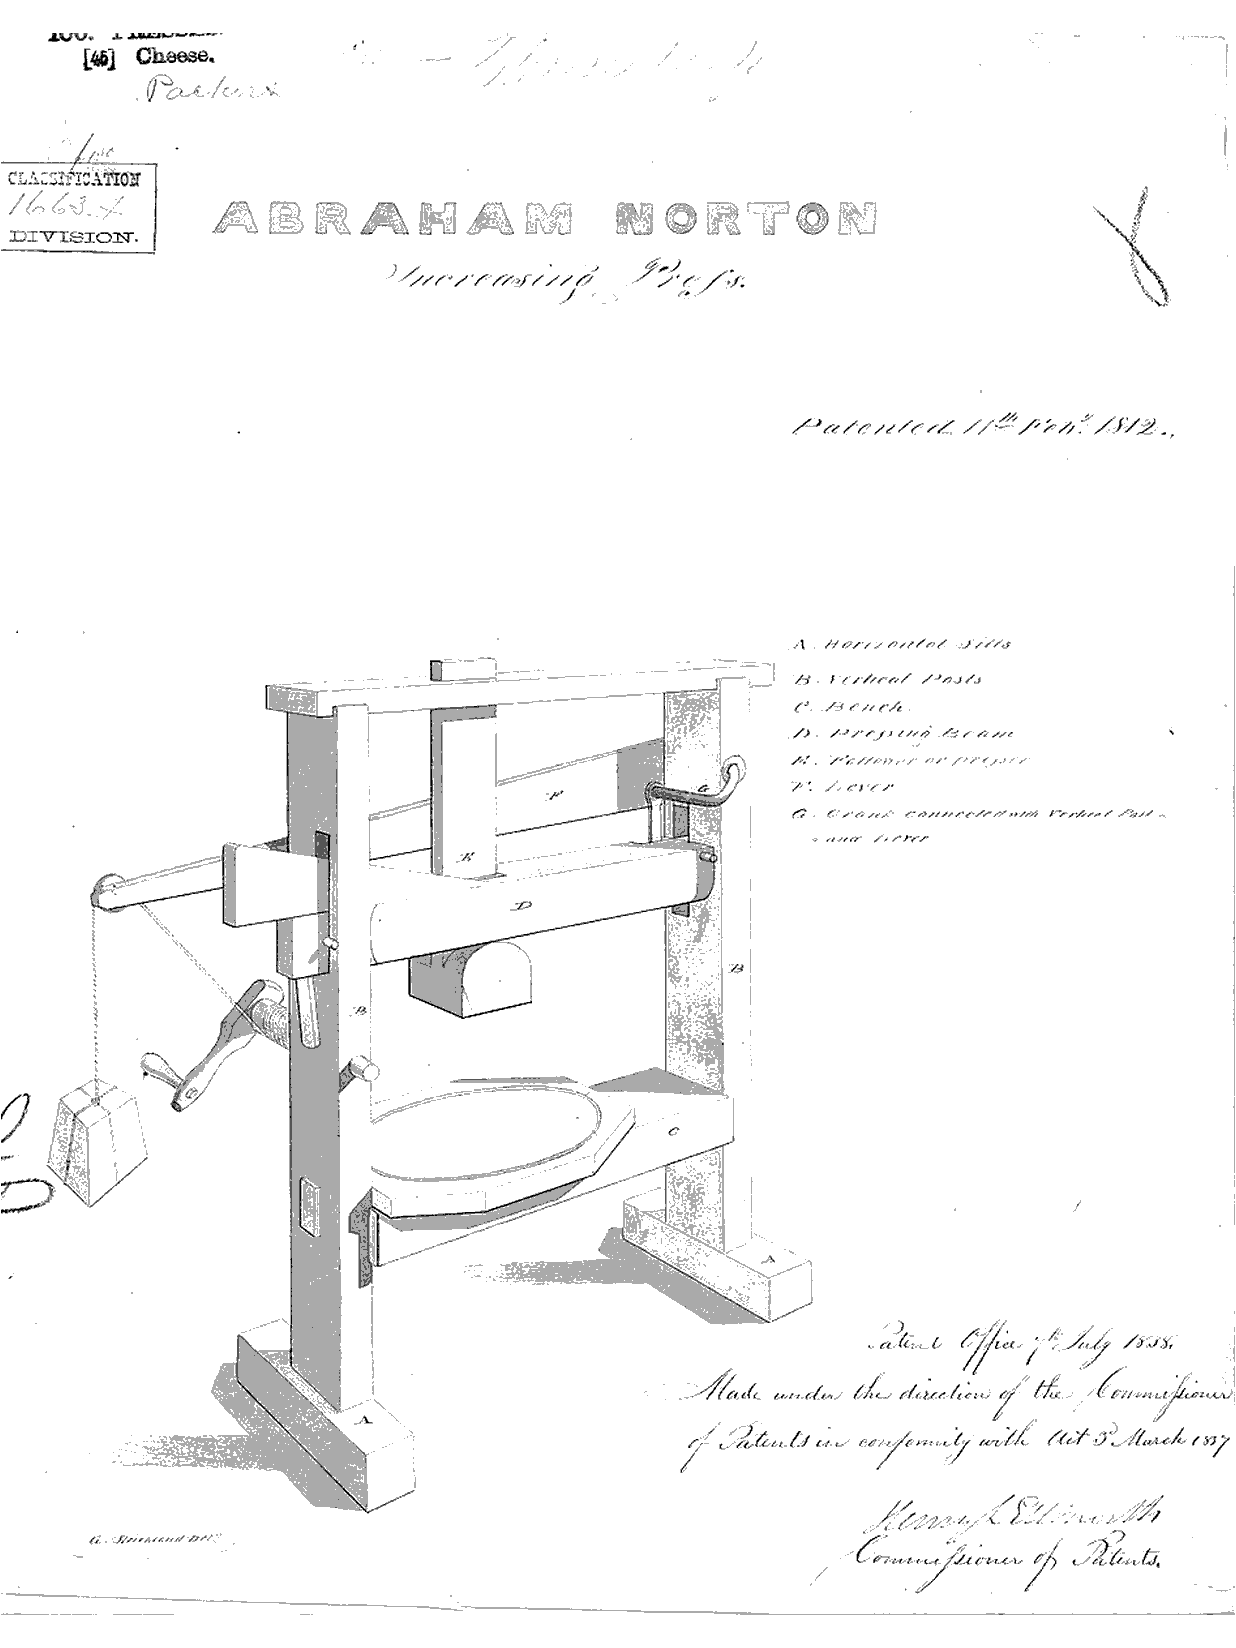 100. PRESSES
[45] Cheese.
Packers
CLASSIFICATION
1663 X
DIVISION.
ABRAHAM NORTON
Increasing Press.
Patented 11th Feby. 1812.
A. Horizontal Sills
B. Vertical Posts
C. Bench.
D. Pressing Beam
E. Follower or presser
F. Lever
G. Crank connected with Vertical Post
and Lever
F
G
E
D
B
B
C
A
A
Patent Office 7th July 1838.
Made under the direction of the Commissioner
of Patents in conformity with Act 3d March 1837
Henry L Ellsworth
Commissioner of Patents.